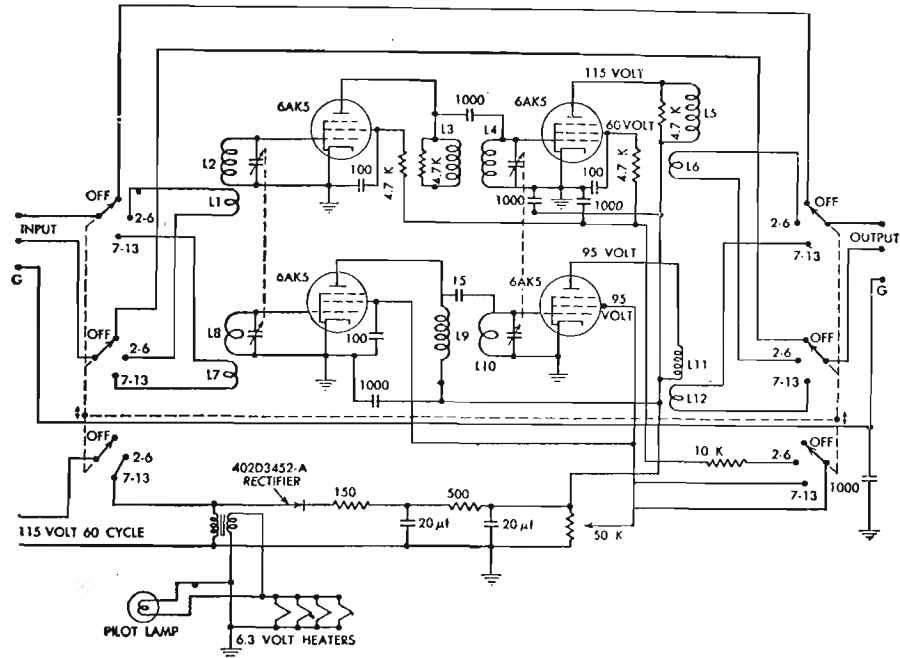 115 VOLT
6AK5
1000
6AK5
60 VOLT
L3
L4
4.7 K
L5
L2
100
4.7 K
4.7K
100
4.7 K
L6
1000
1000
L1
OFF
2-6
INPUT
7-13
G
OFF
2-6
OUTPUT
7-13
G
6AK5
6AK5
95 VOLT
15
95
VOLT
L8
100
L9
L10
OFF
2-6
7-13
L7
1000
L11
L12
OFF
2-6
7-13
OFF
2-6
7-13
402D3452-A
RECTIFIER
150
500
10 K
OFF
2-6
7-13
1000
20 µf
20 µf
50 K
115 VOLT 60 CYCLE
PILOT LAMP
6.3 VOLT HEATERS